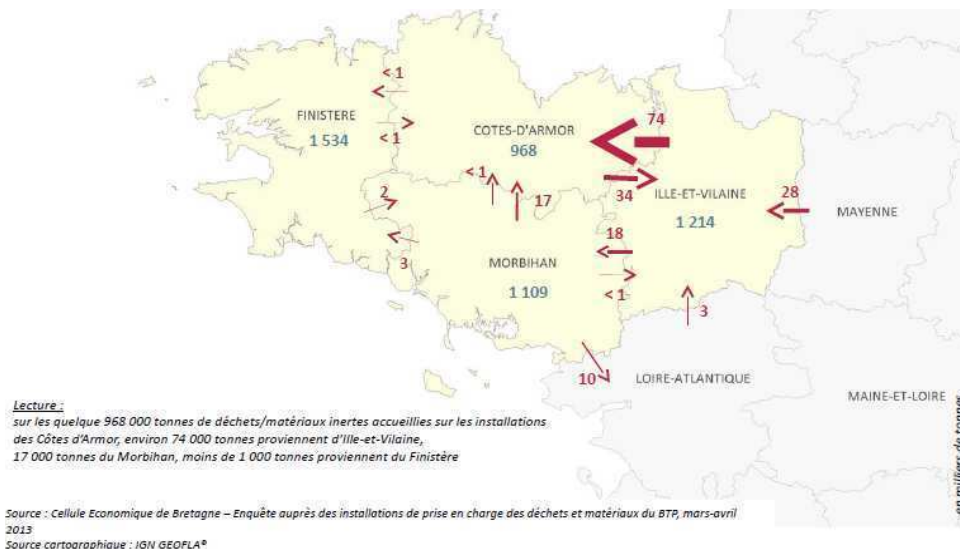 < 1
FINISTERE
1 534
< 1
COTES-D'ARMOR
968
74
< 1
17
34
ILLE-ET-VILAINE
1 214
28
MAYENNE
2
3
18
MORBIHAN
1 109
< 1
3
10
LOIRE-ATLANTIQUE
MAINE-ET-LOIRE
en milliers de tonnes
Lecture :
sur les quelque 968 000 tonnes de déchets/matériaux inertes accueillies sur les installations
des Côtes d'Armor, environ 74 000 tonnes proviennent d'Ille-et-Vilaine,
17 000 tonnes du Morbihan, moins de 1 000 tonnes proviennent du Finistère
Source : Cellule Economique de Bretagne – Enquête auprès des installations de prise en charge des déchets et matériaux du BTP, mars-avril
2013
Source cartographique : IGN GEOFLA®